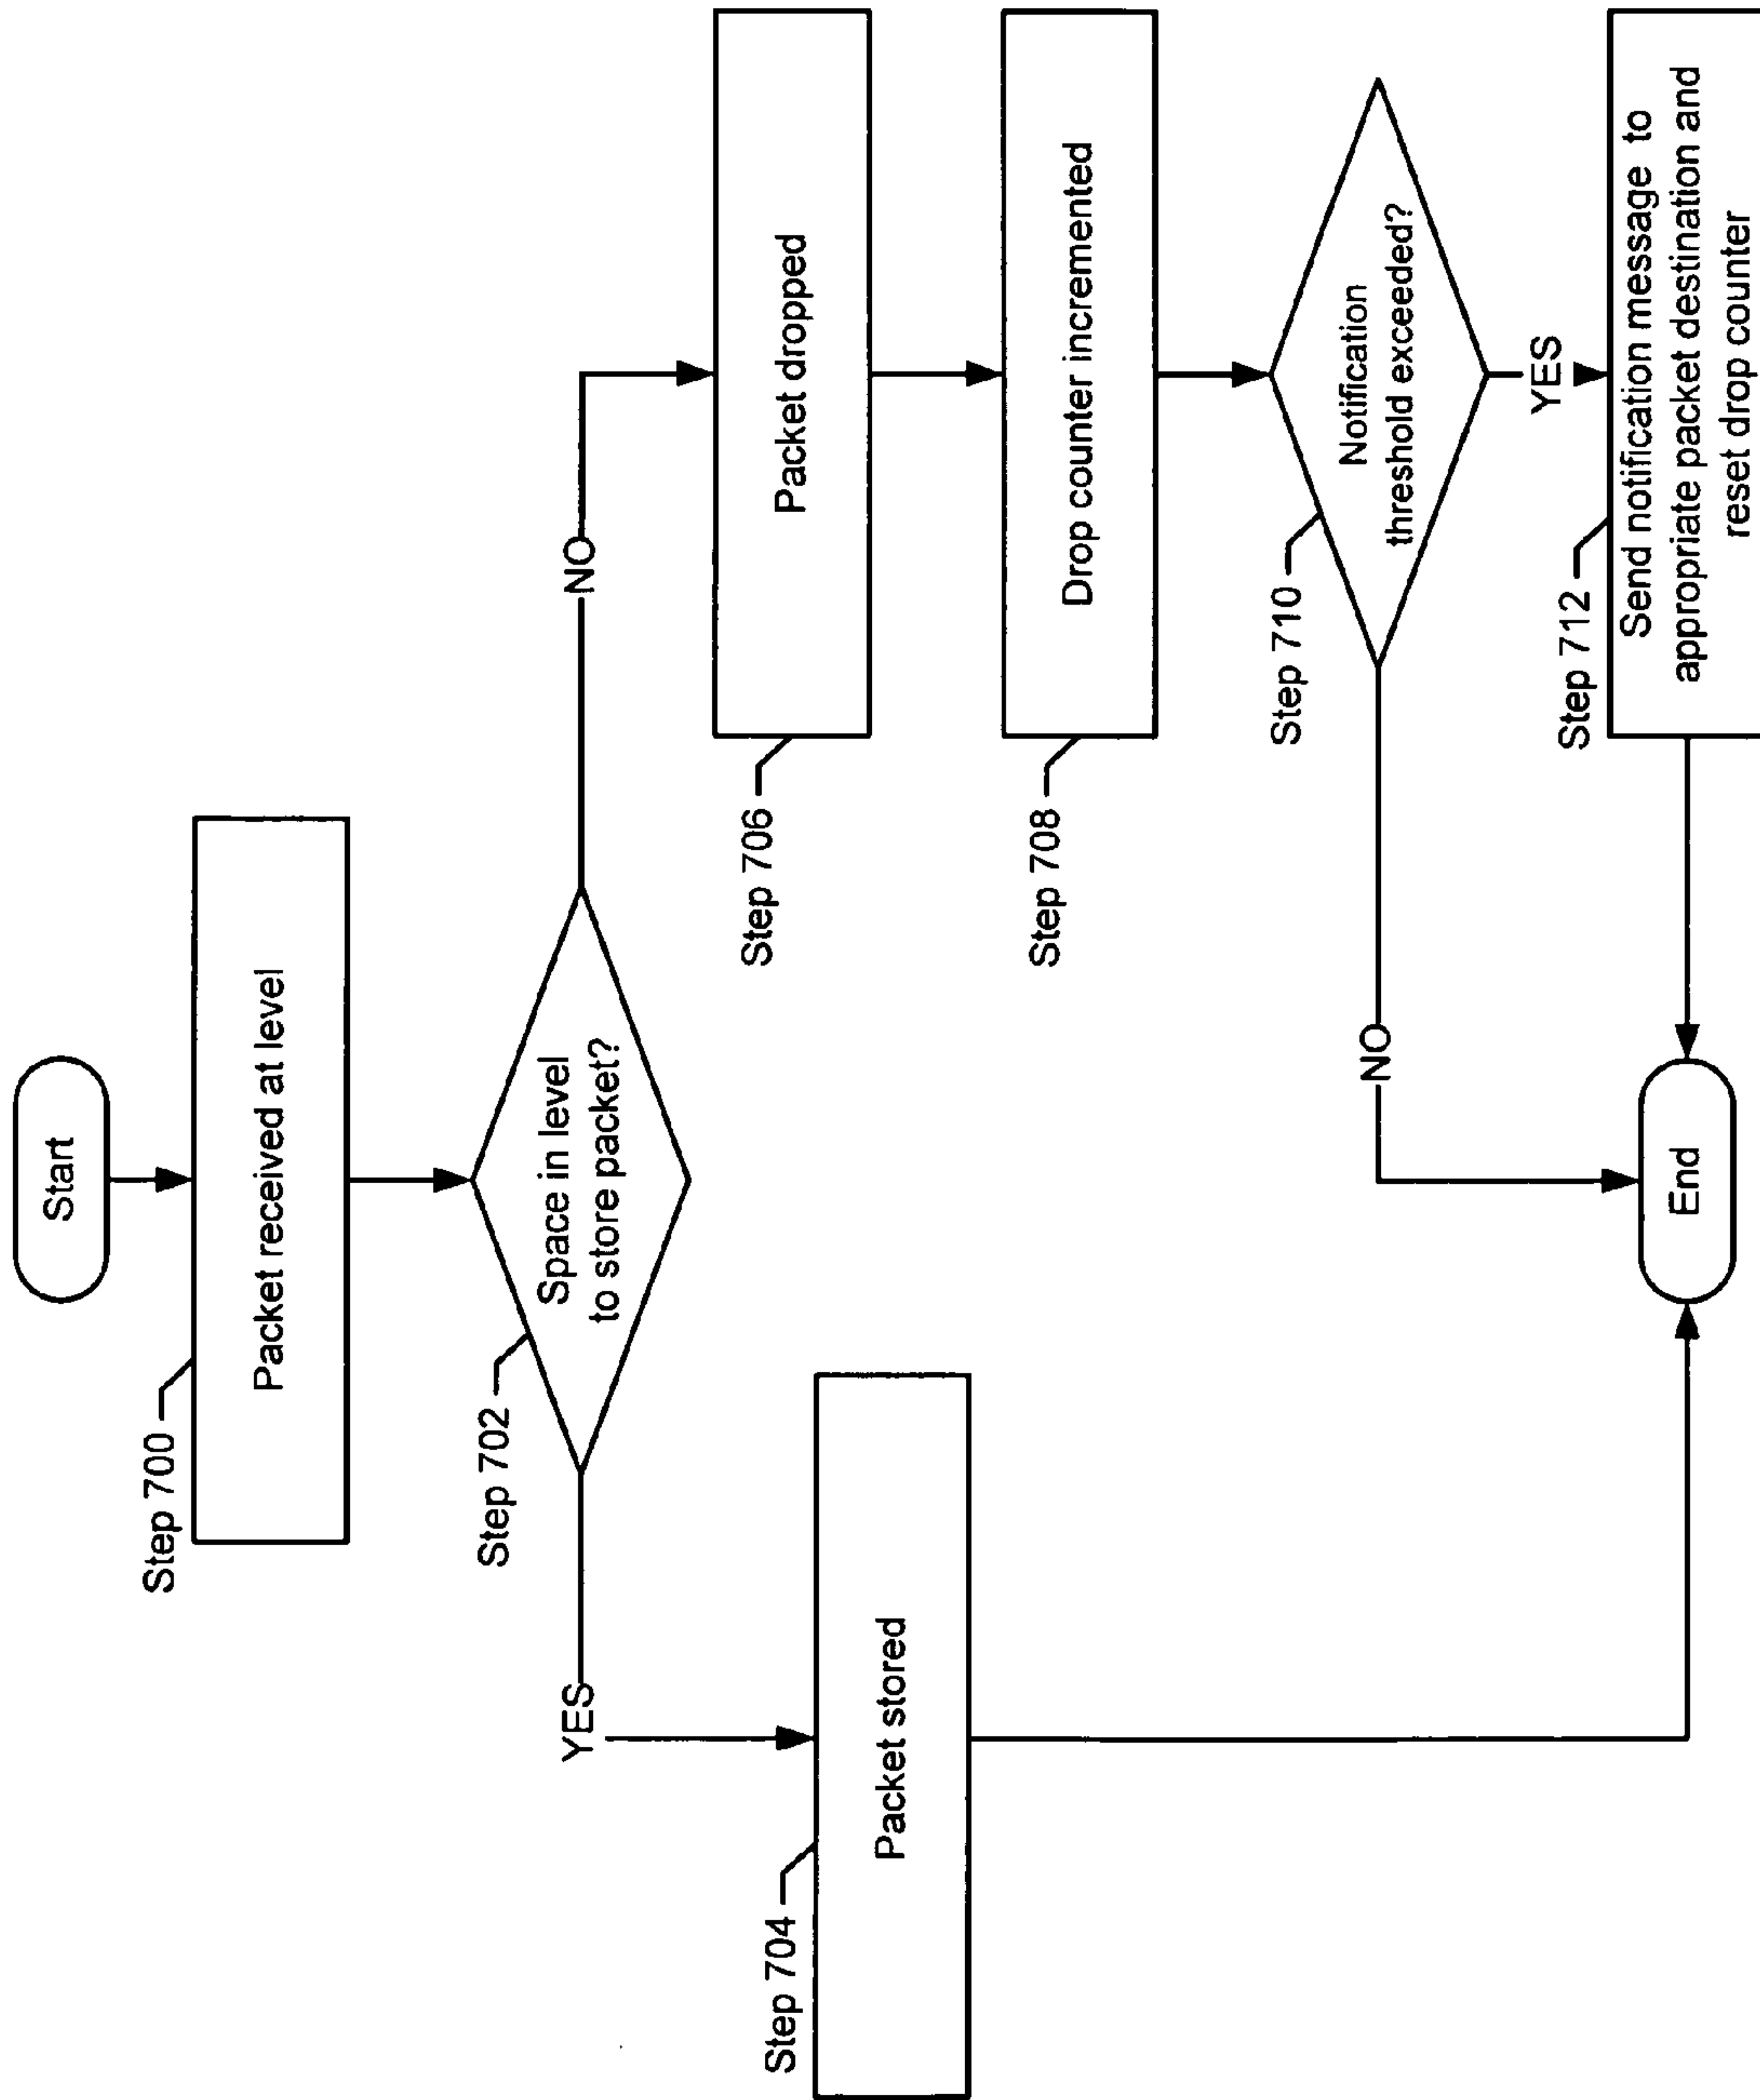 Start
Step 700
Packet received at level
Step 702
Space in level
to store packet?
YES
NO
Step 704
Packet stored
Step 706
Packet dropped
Step 708
Drop counter incremented
Step 710
Notification
threshold exceeded?
NO
YES
Step 712
Send notification message to
appropriate packet destination and
reset drop counter
End